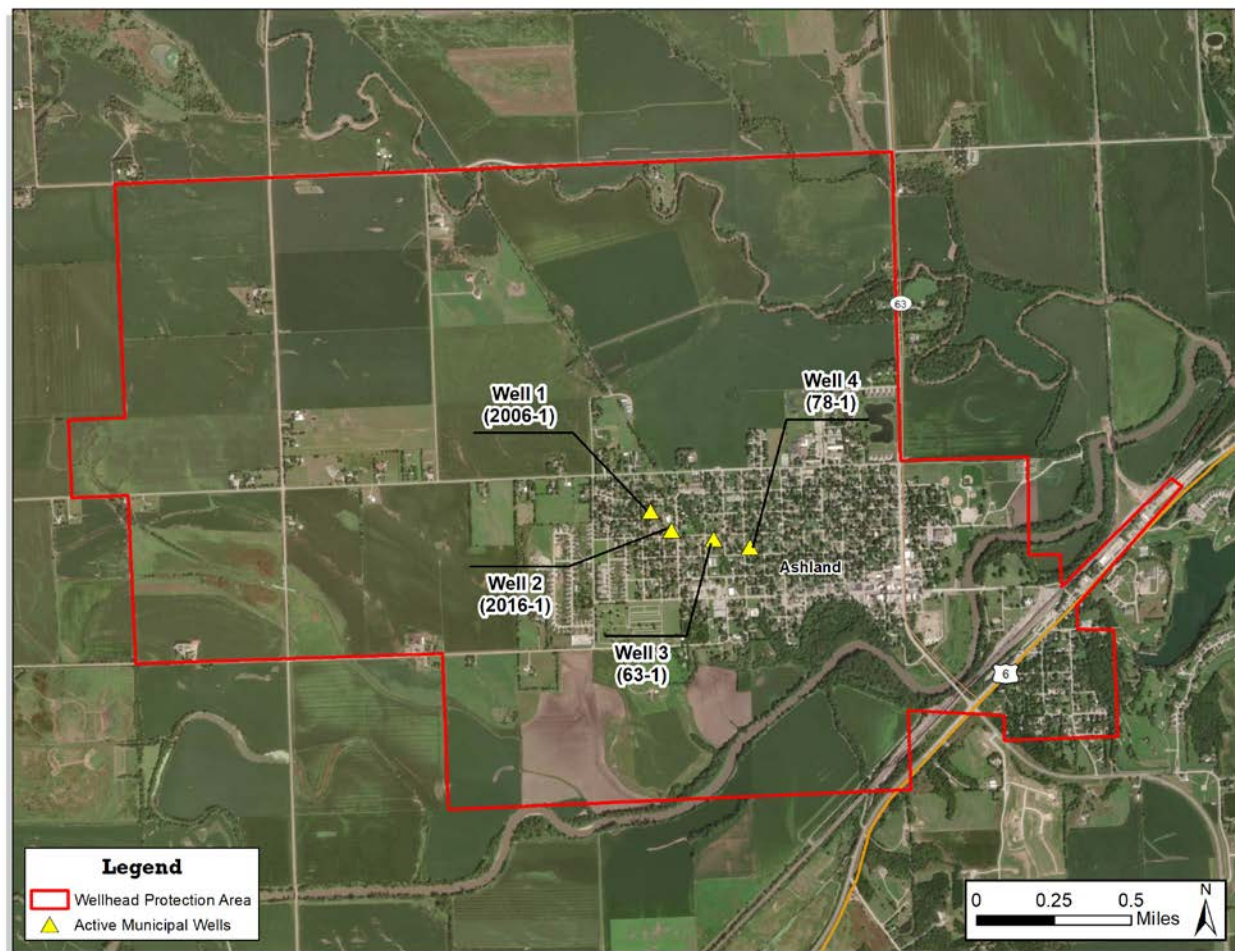 63
Well 4
(78-1)
Well 1
(2006-1)
Ashland
Well 2
(2016-1)
Well 3
(63-1)
6
Legend
Wellhead Protection Area
Active Municipal Wells
0 0.25 0.5
Miles
N